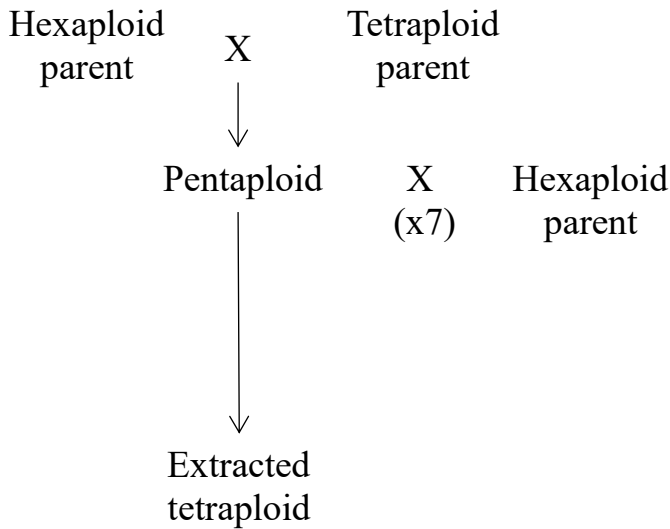 Hexaploid parent
X
Tetraploid parent
Pentaploid
X
(x7)
Hexaploid parent
Extracted tetraploid